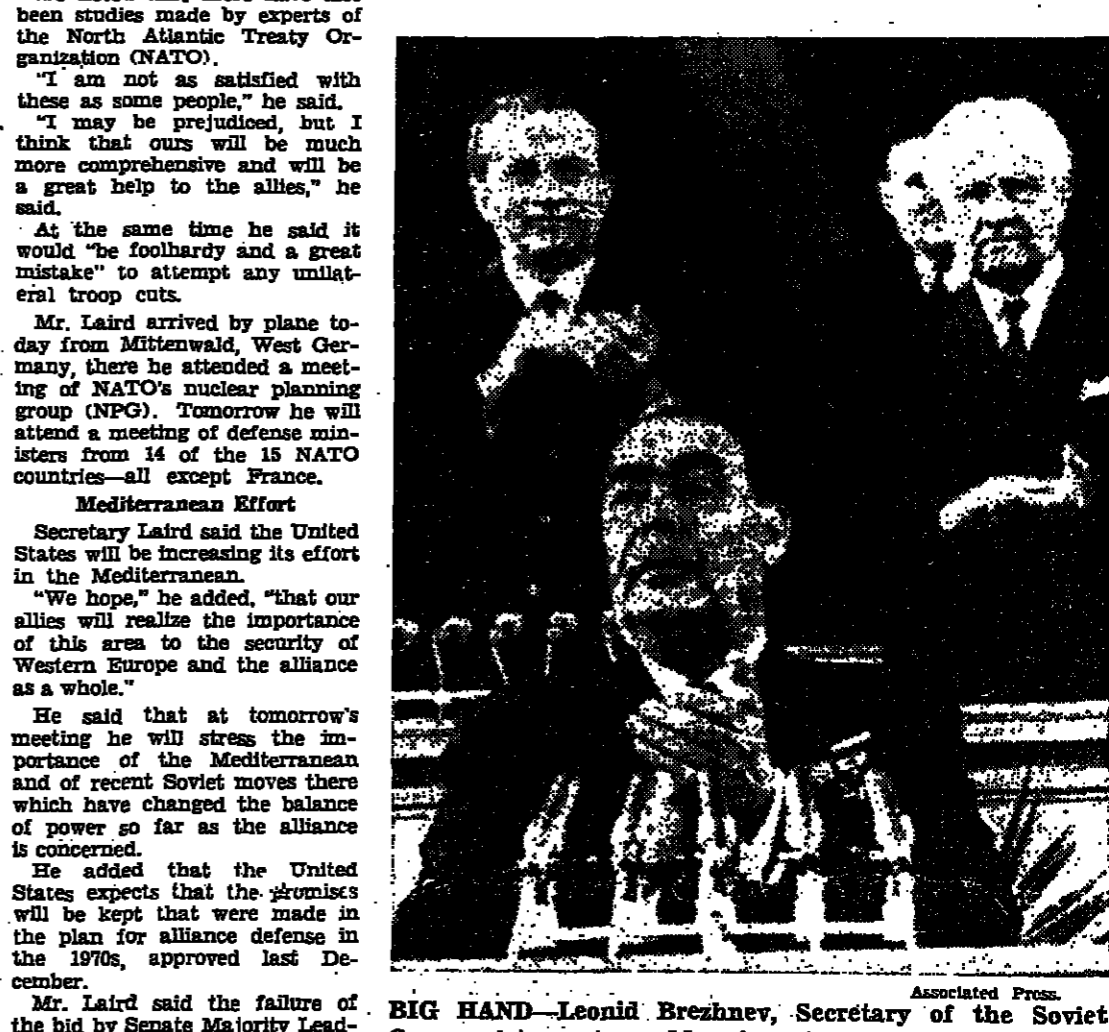 been studies made by experts of
the North Atlantic Treaty Or-
ganization (NATO).
"I am not as satisfied with
these as some people," he said.
"I may be prejudiced, but I
think that ours will be much
more comprehensive and will be
a great help to the allies," he
said.
At the same time he said it
would "be foolhardy and a great
mistake" to attempt any unilat-
eral troop cuts.
Mr. Laird arrived by plane to-
day from Mittenwald, West Ger-
many, there he attended a meet-
ing of NATO's nuclear planning
group (NPG). Tomorrow he will
attend a meeting of defense min-
isters from 14 of the 15 NATO
countries—all except France.
Mediterranean Effort
Secretary Laird said the United
States will be increasing its effort
in the Mediterranean.
"We hope," he added, "that our
allies will realize the importance
of this area to the security of
Western Europe and the alliance
as a whole."
He said that at tomorrow's
meeting he will stress the im-
portance of the Mediterranean
and of recent Soviet moves there
which have changed the balance
of power so far as the alliance
is concerned.
He added that the United
States expects that the promises
will be kept that were made in
the plan for alliance defense in
the 1970s, approved last De-
cember.
Mr. Laird said the failure of
the bid by Senate Majority Lead-
Associated Press.
BIG HAND—Leonid Brezhnev, Secretary of the Soviet